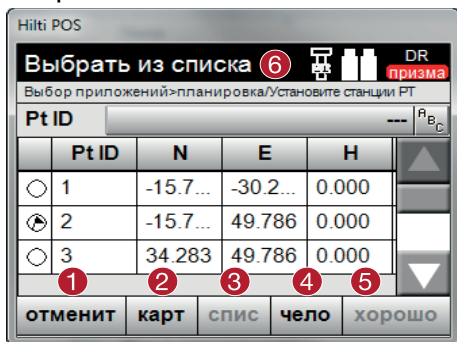 Hilti POS
Выбрать из списка 6 DR
призма
Выбор приложений>планировка/Установите станции РТ
Pt ID --- ABC
Pt ID N E H
1 -15.7... -30.2... 0.000
2 -15.7... 49.786 0.000
3 34.283 49.786 0.000
1 2 3 4 5
отменит карт спис чело хорошо